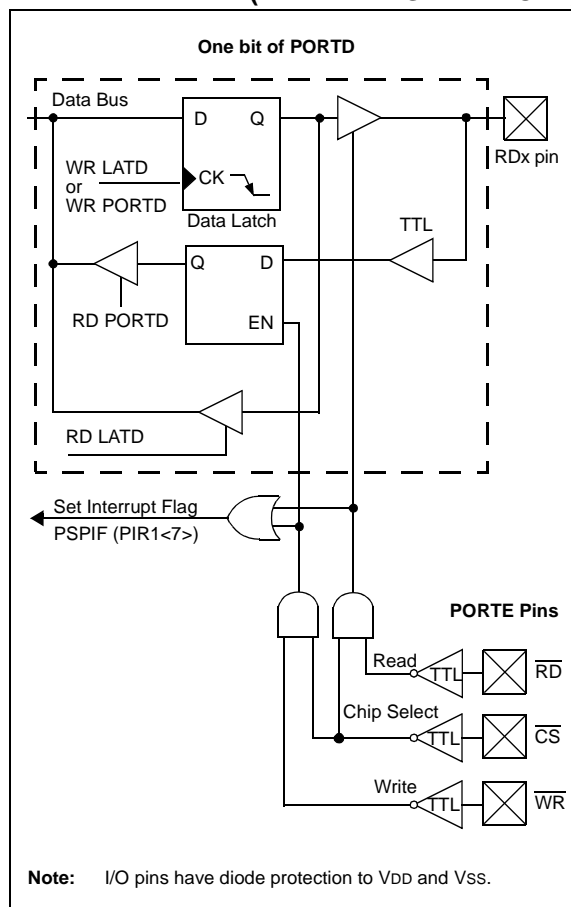 One bit of PORTD
Data Bus
D Q
RDx pin
WR LATD
or
WR PORTD
CK
Data Latch
TTL
Q D
RD PORTD
EN
RD LATD
Set Interrupt Flag
PSPIF (PIR1<7>)
PORTE Pins
Read
TTL
RD
Chip Select
TTL
CS
Write
TTL
WR
Note: I/O pins have diode protection to VDD and VSS.